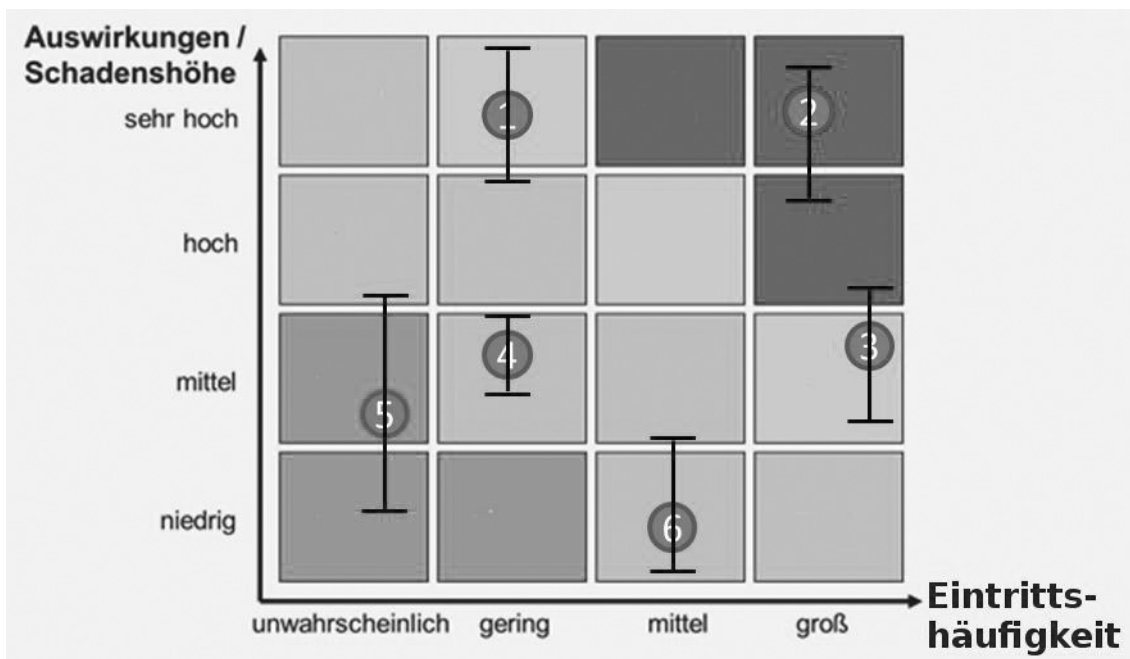 Auswirkungen /
Schadenshöhe
sehr hoch
1
2
hoch
3
4
mittel
5
niedrig
6
unwahrscheinlich gering mittel groß
Eintritts-
häufigkeit